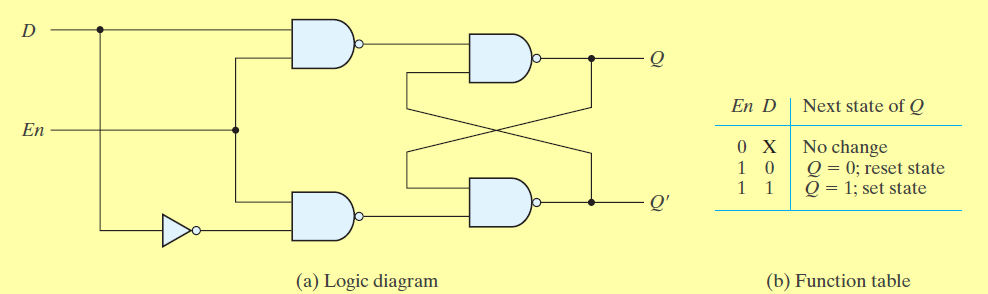 D
En
Q
Q'
(a) Logic diagram
En D Next state of Q
0 X No change
1 0 Q = 0; reset state
1 1 Q = 1; set state
(b) Function table